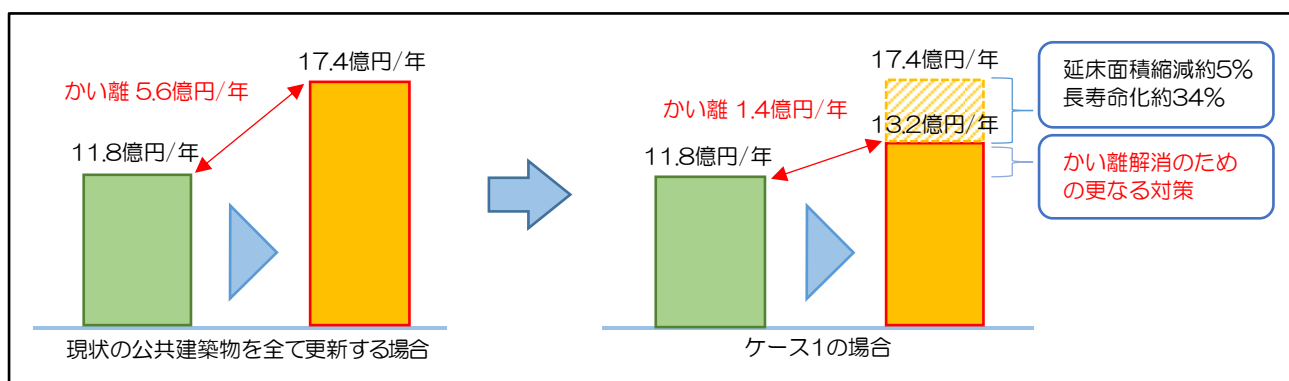 17.4億円/年
かい離 5.6億円/年
11.8億円/年
現状の公共建築物を全て更新する場合
17.4億円/年
かい離 1.4億円/年
13.2億円/年
11.8億円/年
ケース1の場合
延床面積縮減約5%
長寿命化約34%
かい離解消のため
の更なる対策